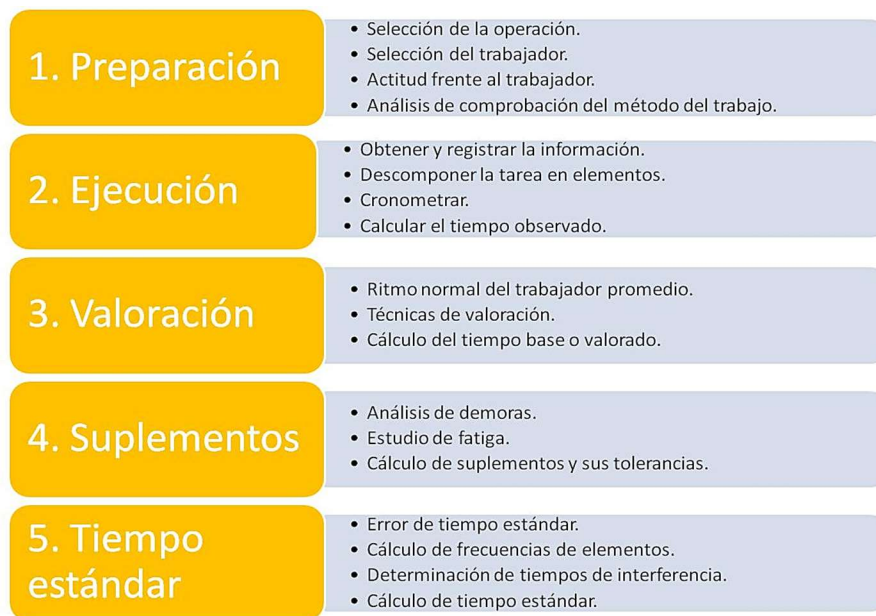 1. Preparación
• Selección de la operación.
• Selección del trabajador.
• Actitud frente al trabajador.
• Análisis de comprobación del método del trabajo.
2. Ejecución
• Obtener y registrar la información.
• Descomponer la tarea en elementos.
• Cronometrar.
• Calcular el tiempo observado.
3. Valoración
• Ritmo normal del trabajador promedio.
• Técnicas de valoración.
• Cálculo del tiempo base o valorado.
4. Suplementos
• Análisis de demoras.
• Estudio de fatiga.
• Cálculo de suplementos y sus tolerancias.
5. Tiempo
estándar
• Error de tiempo estándar.
• Cálculo de frecuencias de elementos.
• Determinación de tiempos de interferencia.
• Cálculo de tiempo estándar.